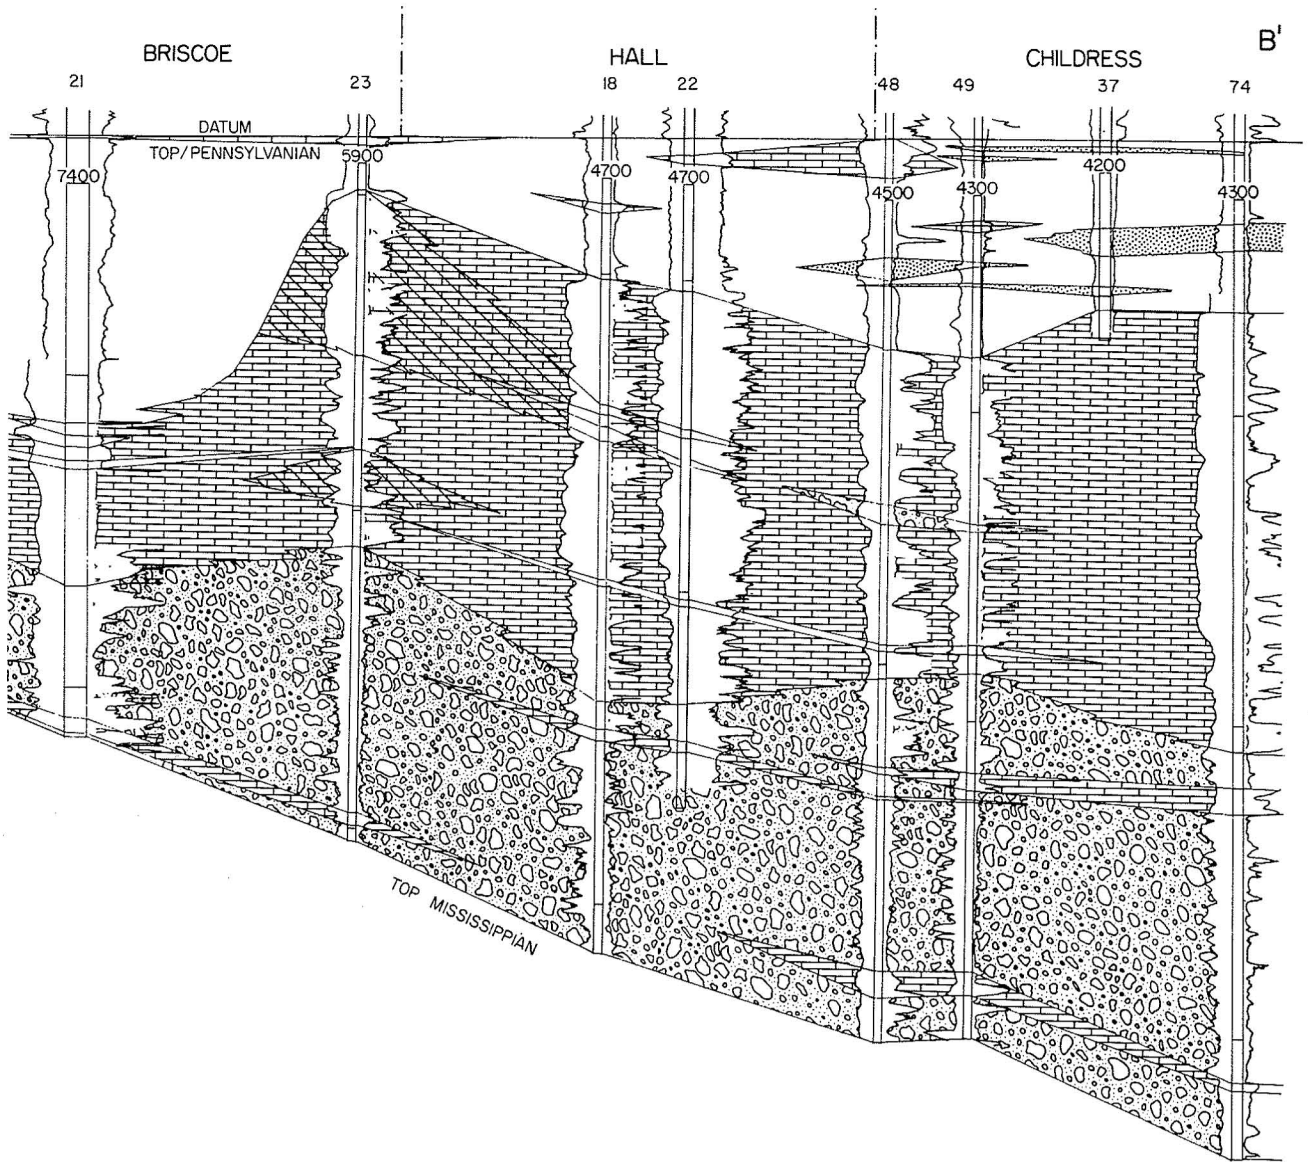 B'
BRISCOE HALL CHILDRESS
21 23 18 22 48 49 37 74
DATUM
TOP/PENNSYLVANIAN
7400 5900 4700 4700 4500 4300 4200 4300
TOP MISSISSIPPIAN